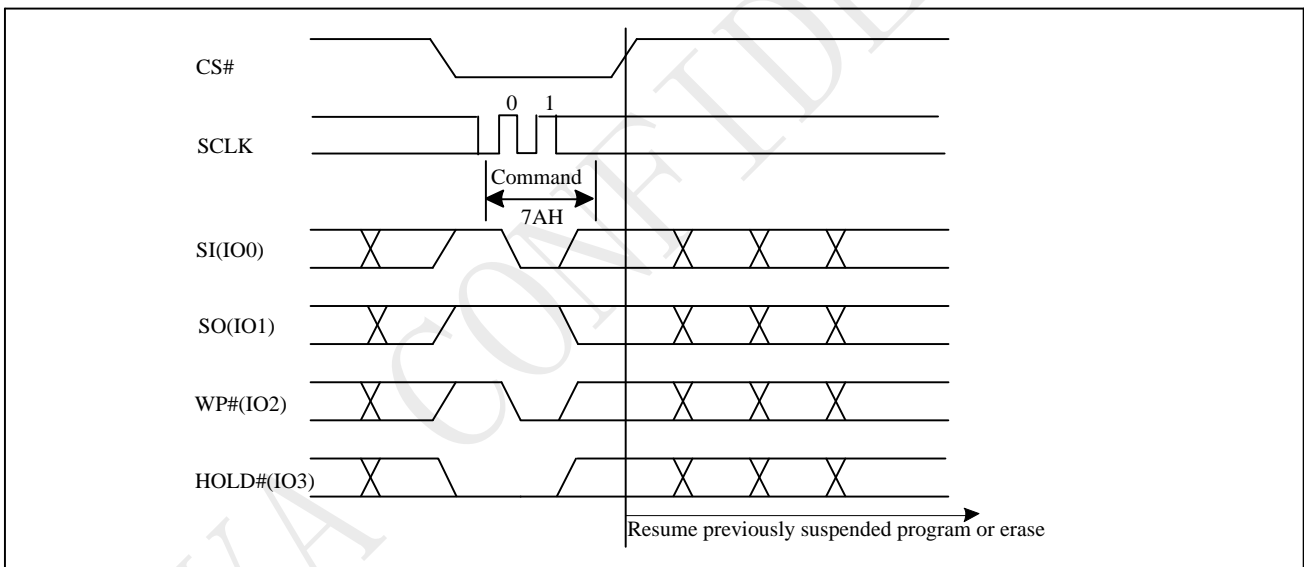 CS#
0 1
SCLK
Command
7AH
SI(IO0)
SO(IO1)
WP#(IO2)
HOLD#(IO3)
Resume previously suspended program or erase